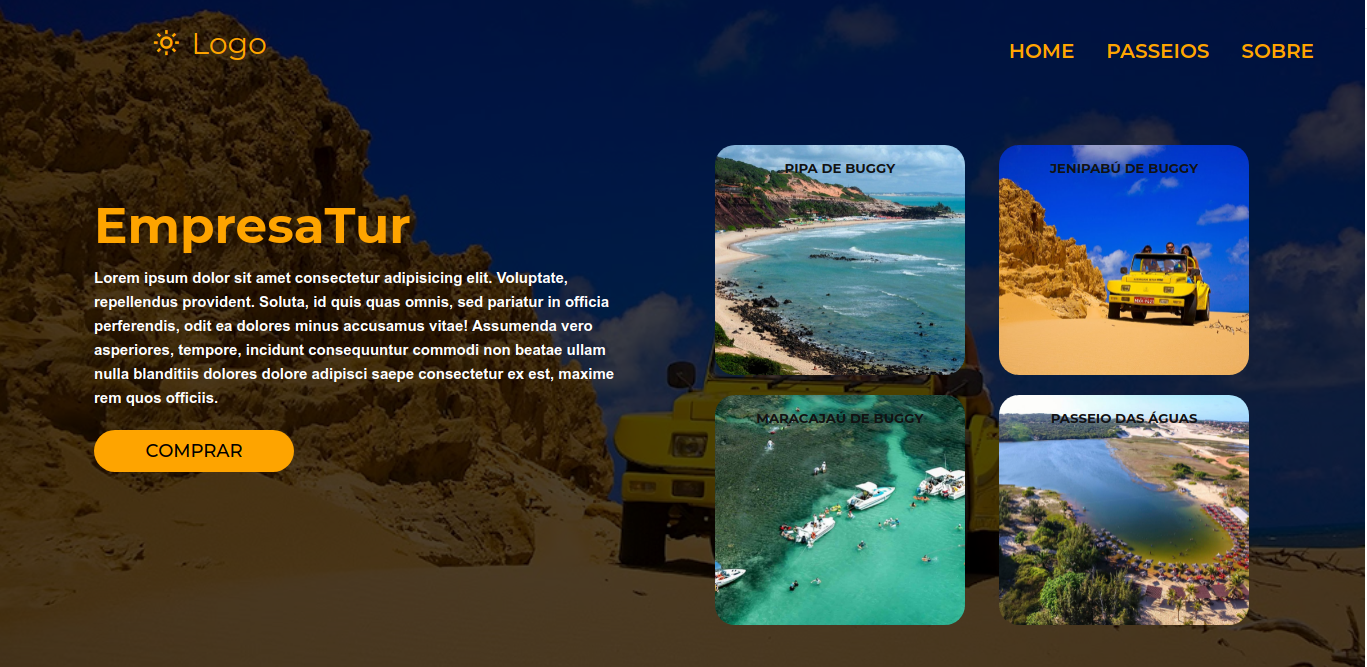 Logo
HOME PASSEIOS SOBRE
PIPA DE BUGGY
JENIPABÚ DE BUGGY
EmpresaTur
Lorem ipsum dolor sit amet consectetur adipisicing elit. Voluptate,
repellendus provident. Soluta, id quis quas omnis, sed pariatur in officia
perferendis, odit ea dolores minus accusamus vitae! Assumenda vero
asperiores, tempore, incidunt consequuntur commodi non beatae ullam
nulla blanditiis dolores dolore adipisci saepe consectetur ex est, maxime
rem quos officiis.
COMPRAR
MARACAJAÚ DE BUGGY
PASSEIO DAS ÁGUAS